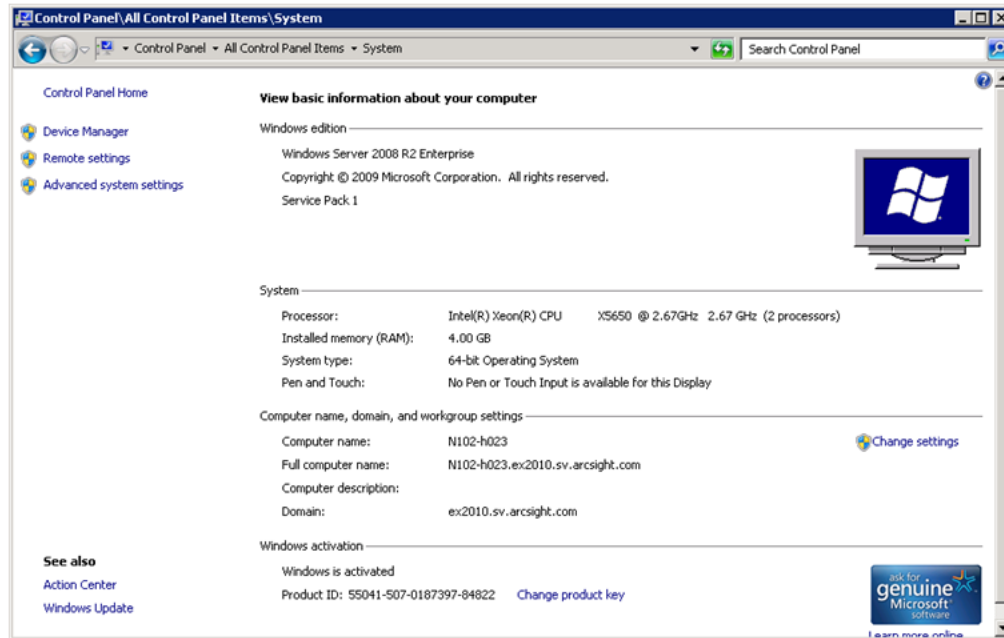 Control Panel\All Control Panel Items\System
Control Panel All Control Panel Items System
Search Control Panel
Control Panel Home
Device Manager
Remote settings
Advanced system settings
View basic information about your computer
Windows edition
Windows Server 2008 R2 Enterprise
Copyright © 2009 Microsoft Corporation. All rights reserved.
Service Pack 1
System
Processor: Intel(R) Xeon(R) CPU X5650 @ 2.67GHz 2.67 GHz (2 processors)
Installed memory (RAM): 4.00 GB
System type: 64-bit Operating System
Pen and Touch: No Pen or Touch Input is available for this Display
Computer name, domain, and workgroup settings
Computer name: N102-h023
Change settings
Full computer name: N102-h023.ex2010.sv.arcsight.com
Computer description:
Domain: ex2010.sv.arcsight.com
Windows activation
Windows is activated
Product ID: 55041-507-0187397-84822 Change product key
See also
Action Center
Windows Update
ask for
genuine
Microsoft
software
Learn more online